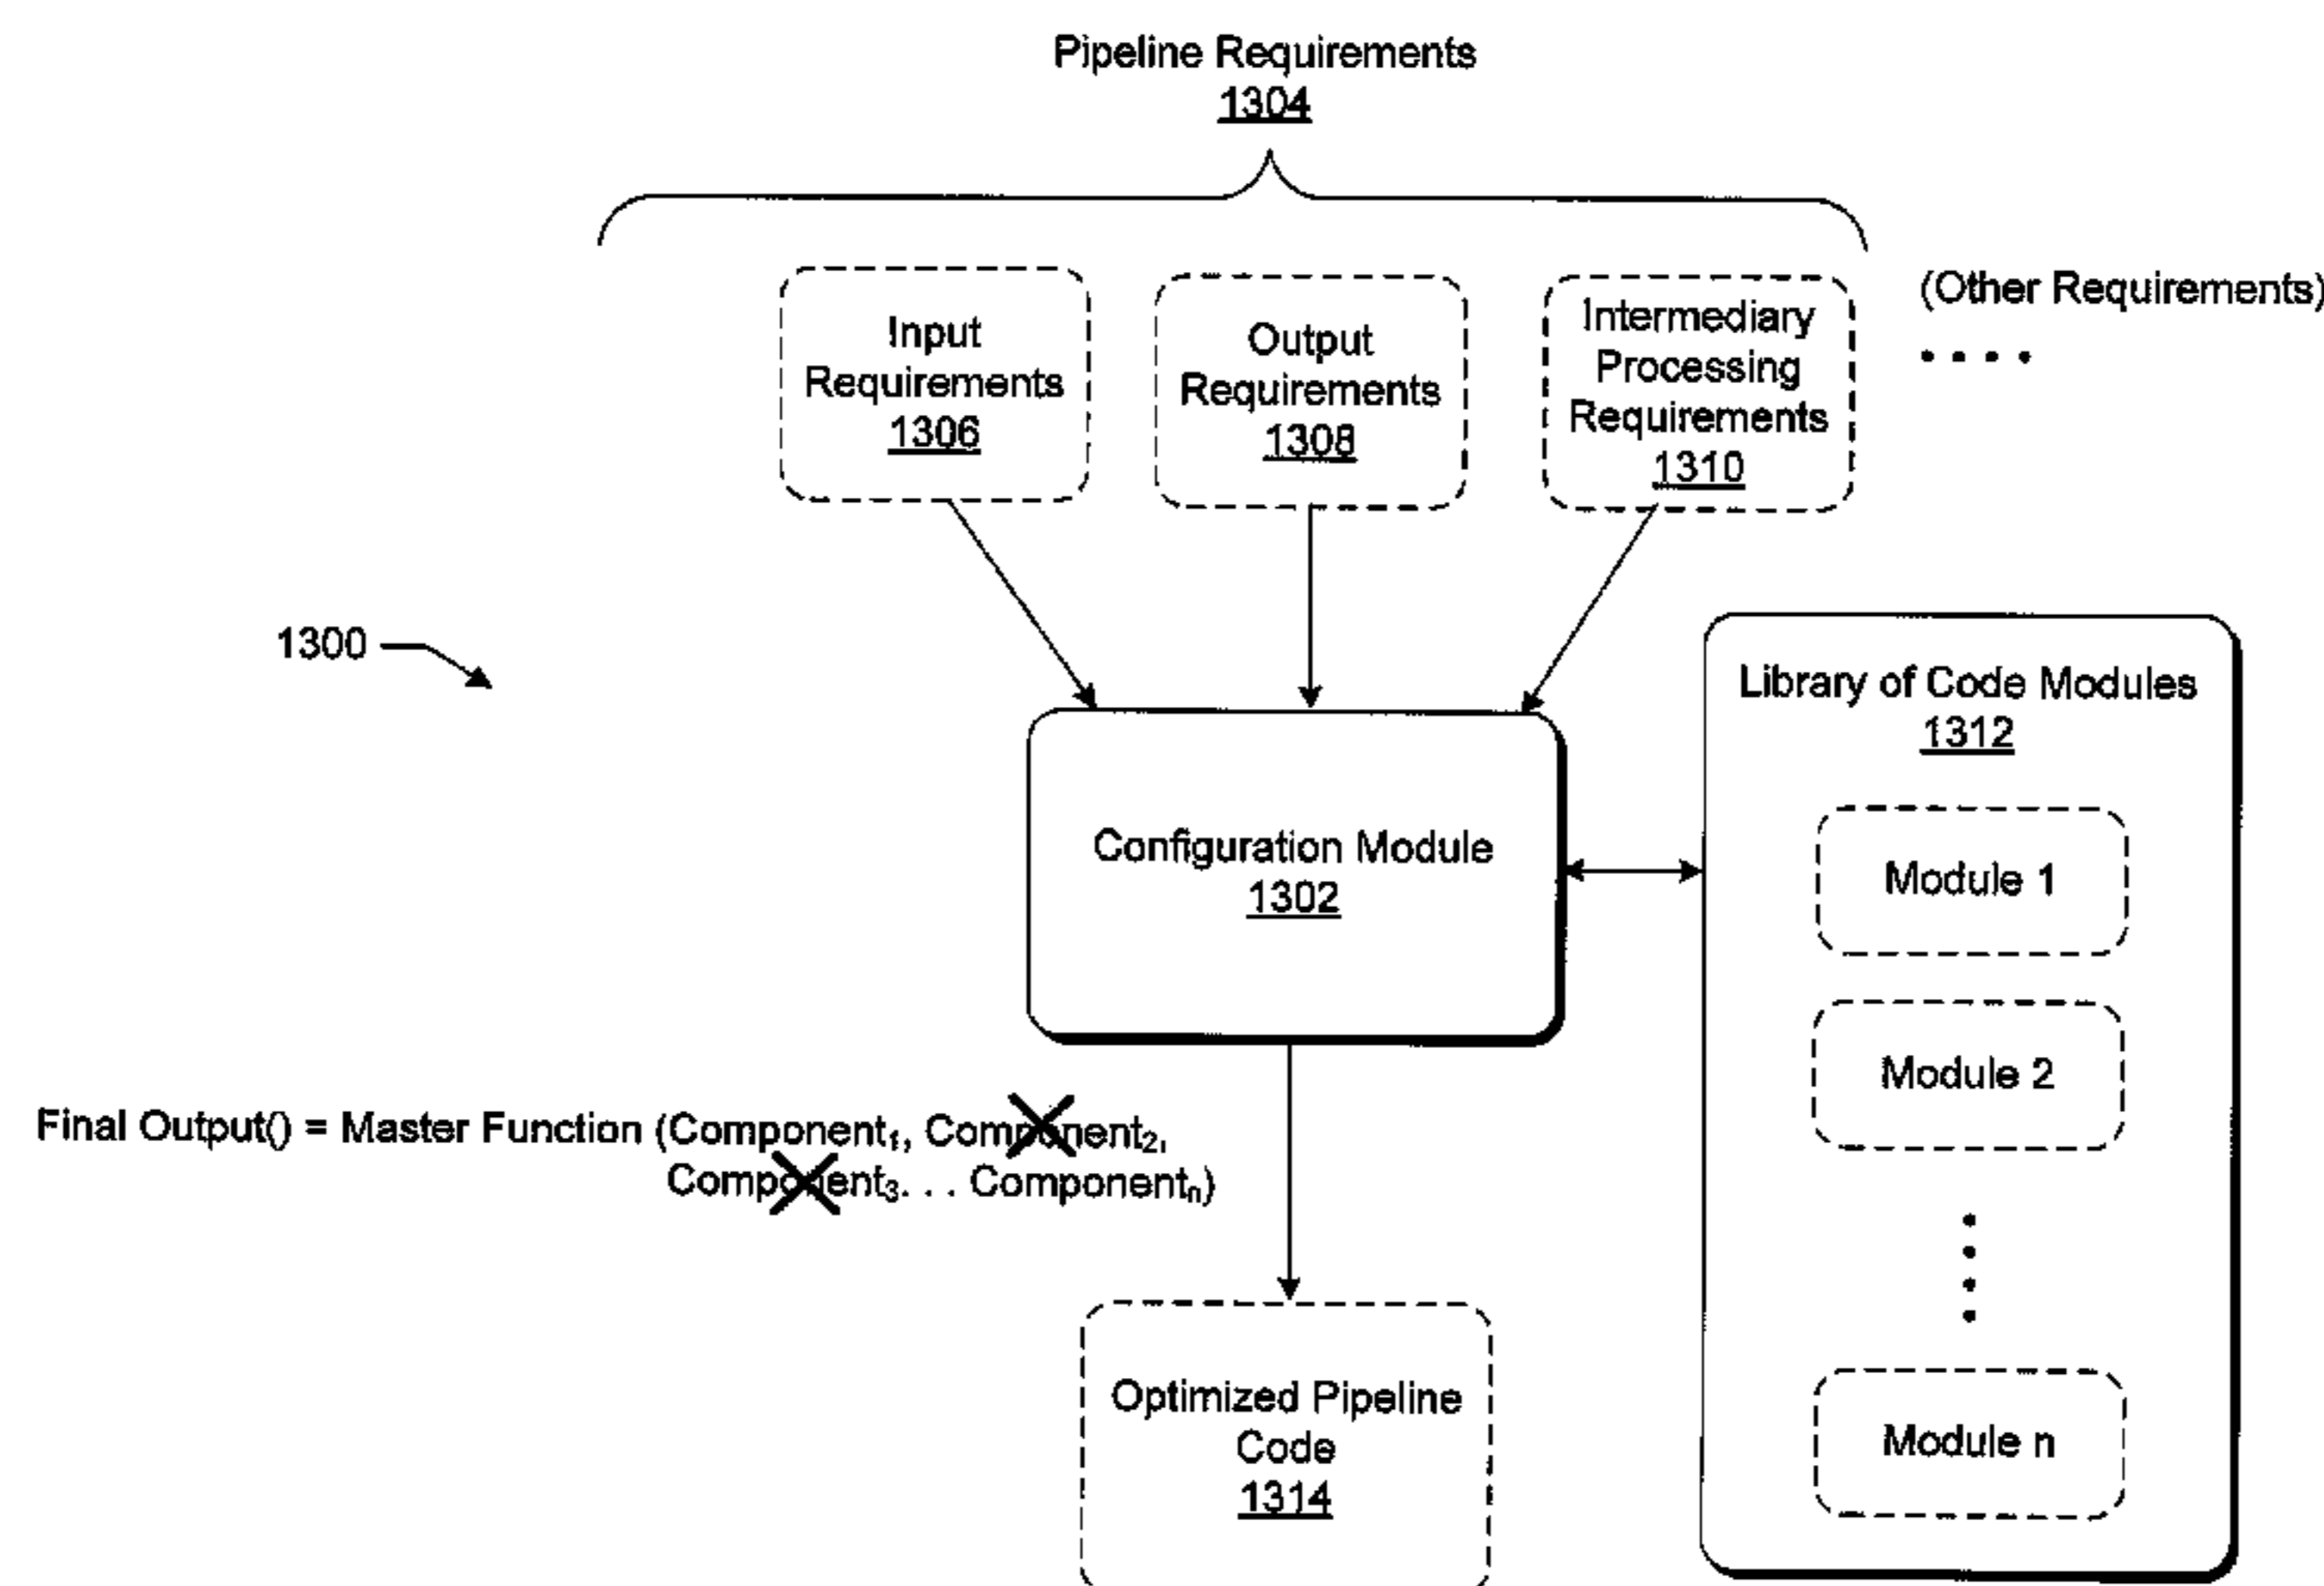 Pipeline Requirements
1304
Input
Requirements
1306
Output
Requirements
1308
Intermediary
Processing
Requirements
1310
(Other Requirements)
. . . .
1300
Configuration Module
1302
Library of Code Modules
1312
Module 1
Module 2
Module n
Final Output() = Master Function (Component₁, Component₂,
Component₃. . . Componentₙ)
Optimized Pipeline
Code
1314